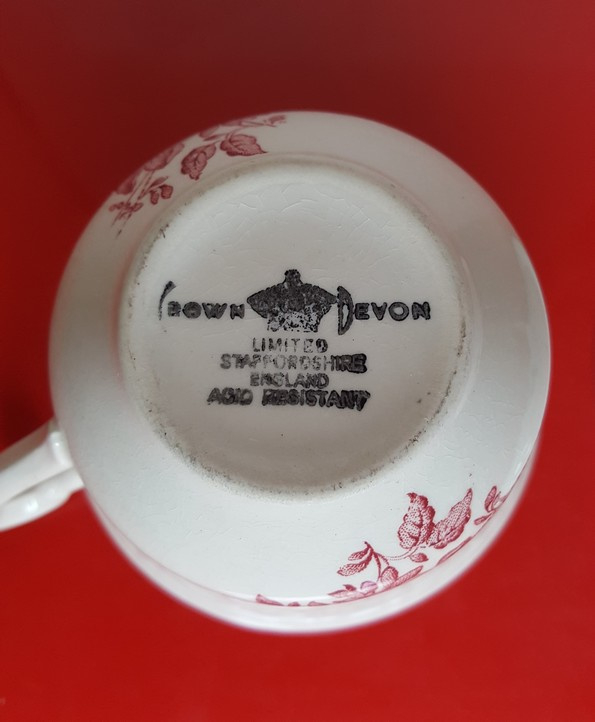 CROWN DEVON
LIMITED
STAFFORDSHIRE
ENGLAND
ACID RESISTANT